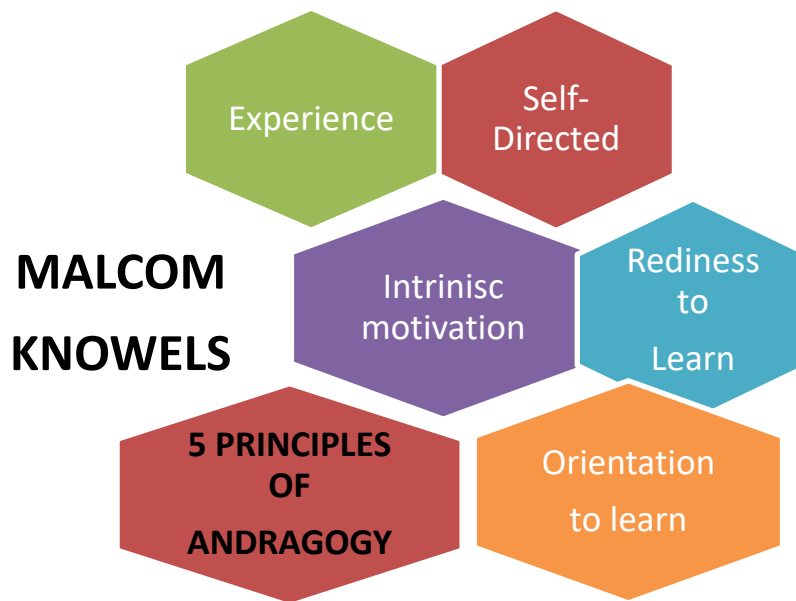 Experience
Self-
Directed
MALCOM
KNOWELS
Intrinisc
motivation
Rediness
to
Learn
5 PRINCIPLES
OF
ANDRAGOGY
Orientation
to learn